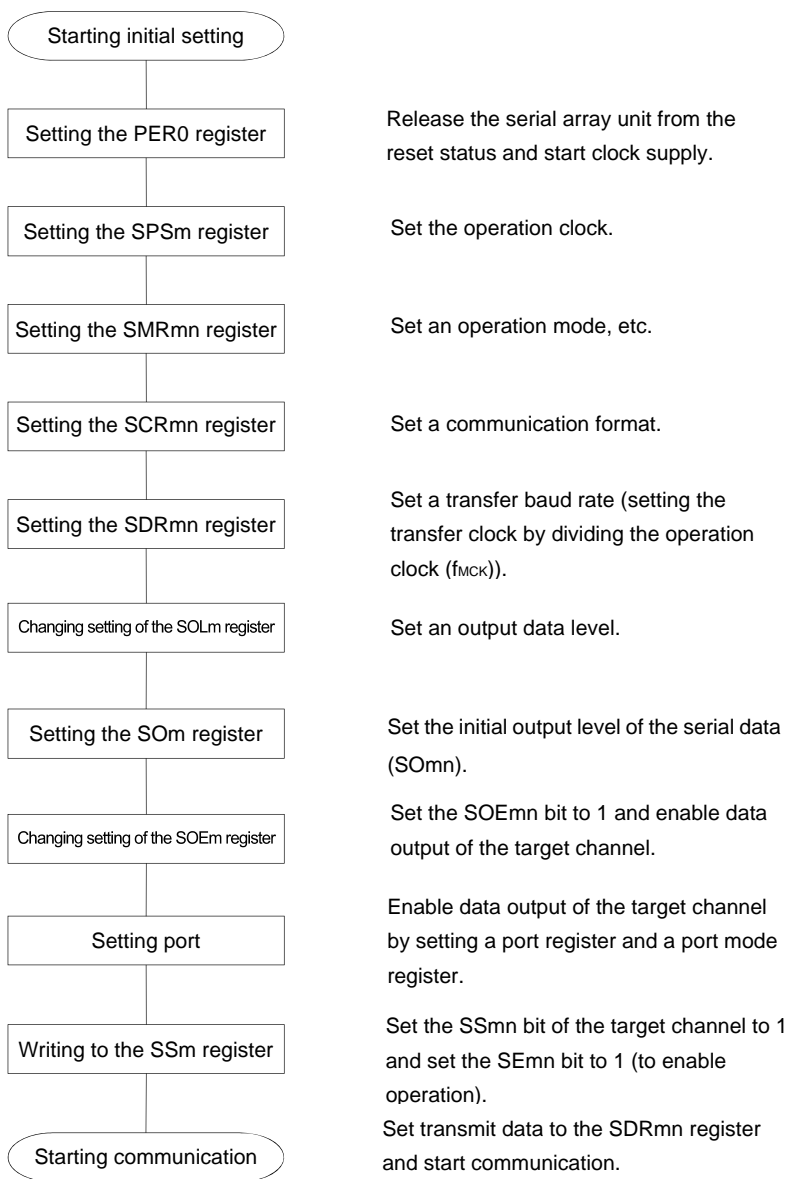 Starting initial setting
Setting the PER0 register
Release the serial array unit from the
reset status and start clock supply.
Setting the SPSm register
Set the operation clock.
Setting the SMRmn register
Set an operation mode, etc.
Setting the SCRmn register
Set a communication format.
Setting the SDRmn register
Set a transfer baud rate (setting the
transfer clock by dividing the operation
clock (fMCK)).
Changing setting of the SOLm register
Set an output data level.
Setting the SOm register
Set the initial output level of the serial data
(SOmn).
Changing setting of the SOEm register
Set the SOEmn bit to 1 and enable data
output of the target channel.
Setting port
Enable data output of the target channel
by setting a port register and a port mode
register.
Writing to the SSm register
Set the SSmn bit of the target channel to 1
and set the SEmn bit to 1 (to enable
operation).
Starting communication
Set transmit data to the SDRmn register
and start communication.